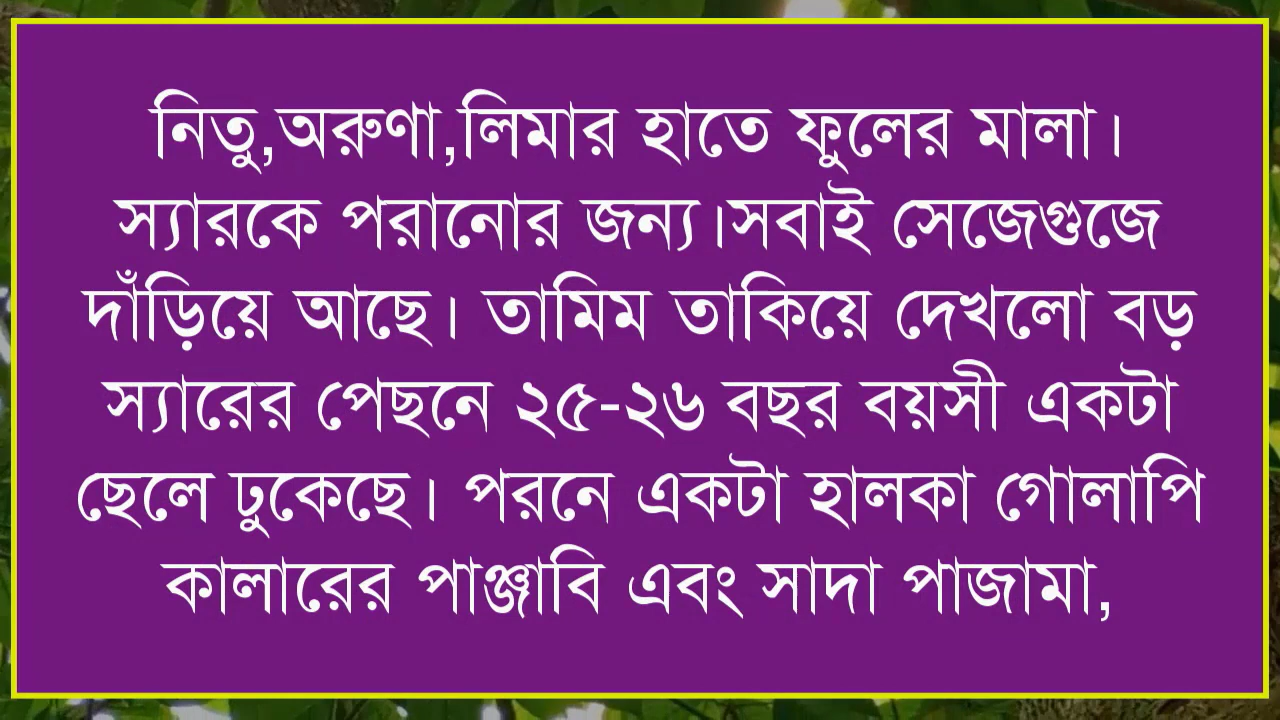 নিতু,অরুণা,লিমার হাতে ফুলের মালা।
স্যারকে পরানোর জন্য।সবাই সেজেগুজে
দাঁড়িয়ে আছে। তামিম তাকিয়ে দেখলো বড়
স্যারের পেছনে ২৫-২৬ বছর বয়সী একটা
ছেলে ঢুকেছে। পরনে একটা হালকা গোলাপি
কালারের পাঞ্জাবি এবং সাদা পাজামা,